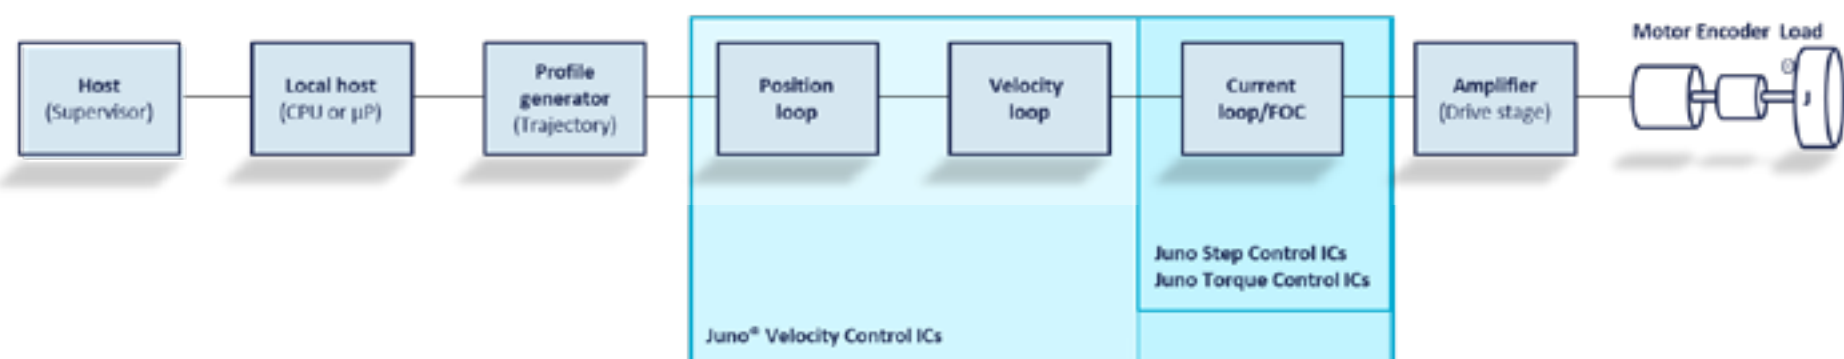 Host
(Supervisor)
Local host
(CPU or µP)
Profile
generator
(Trajectory)
Position
loop
Velocity
loop
Current
loop/FOC
Amplifier
(Drive stage)
Motor Encoder Load
J
Juno Step Control ICs
Juno Torque Control ICs
Juno® Velocity Control ICs